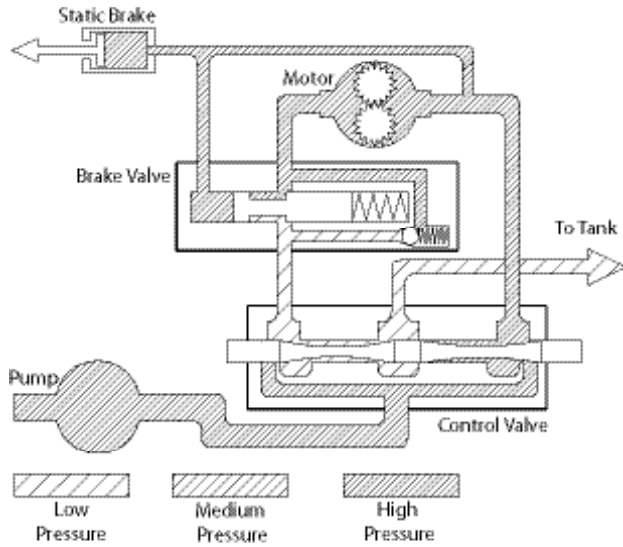 Static Brake
Motor
Brake Valve
To Tank
Pump
Control Valve
Low
Pressure
Medium
Pressure
High
Pressure